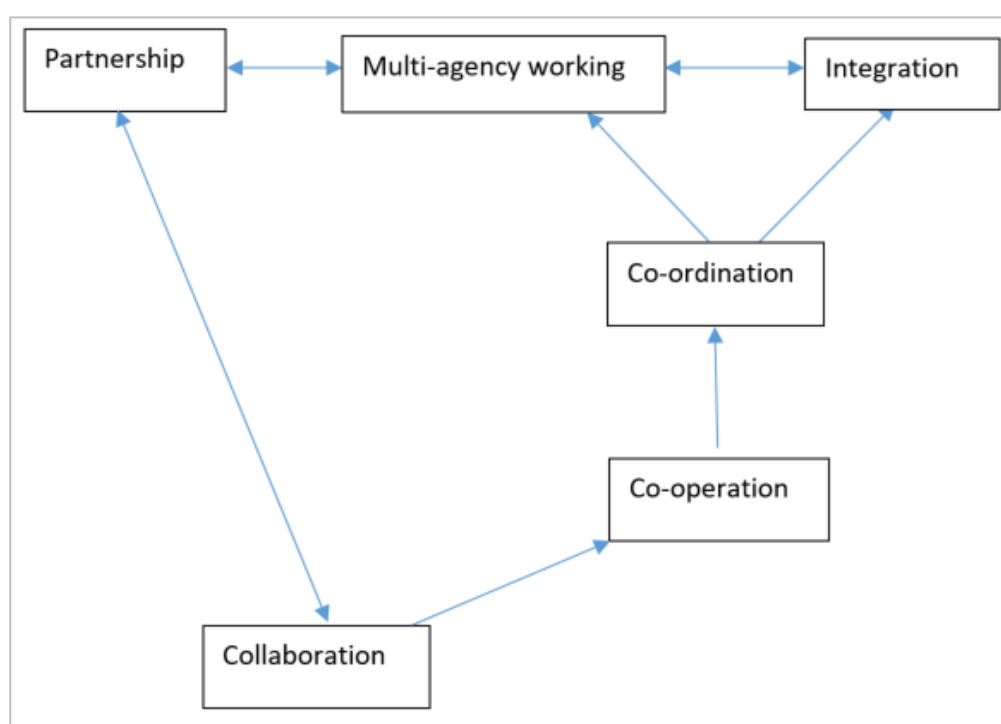 Partnership
Multi-agency working
Integration
Co-ordination
Co-operation
Collaboration